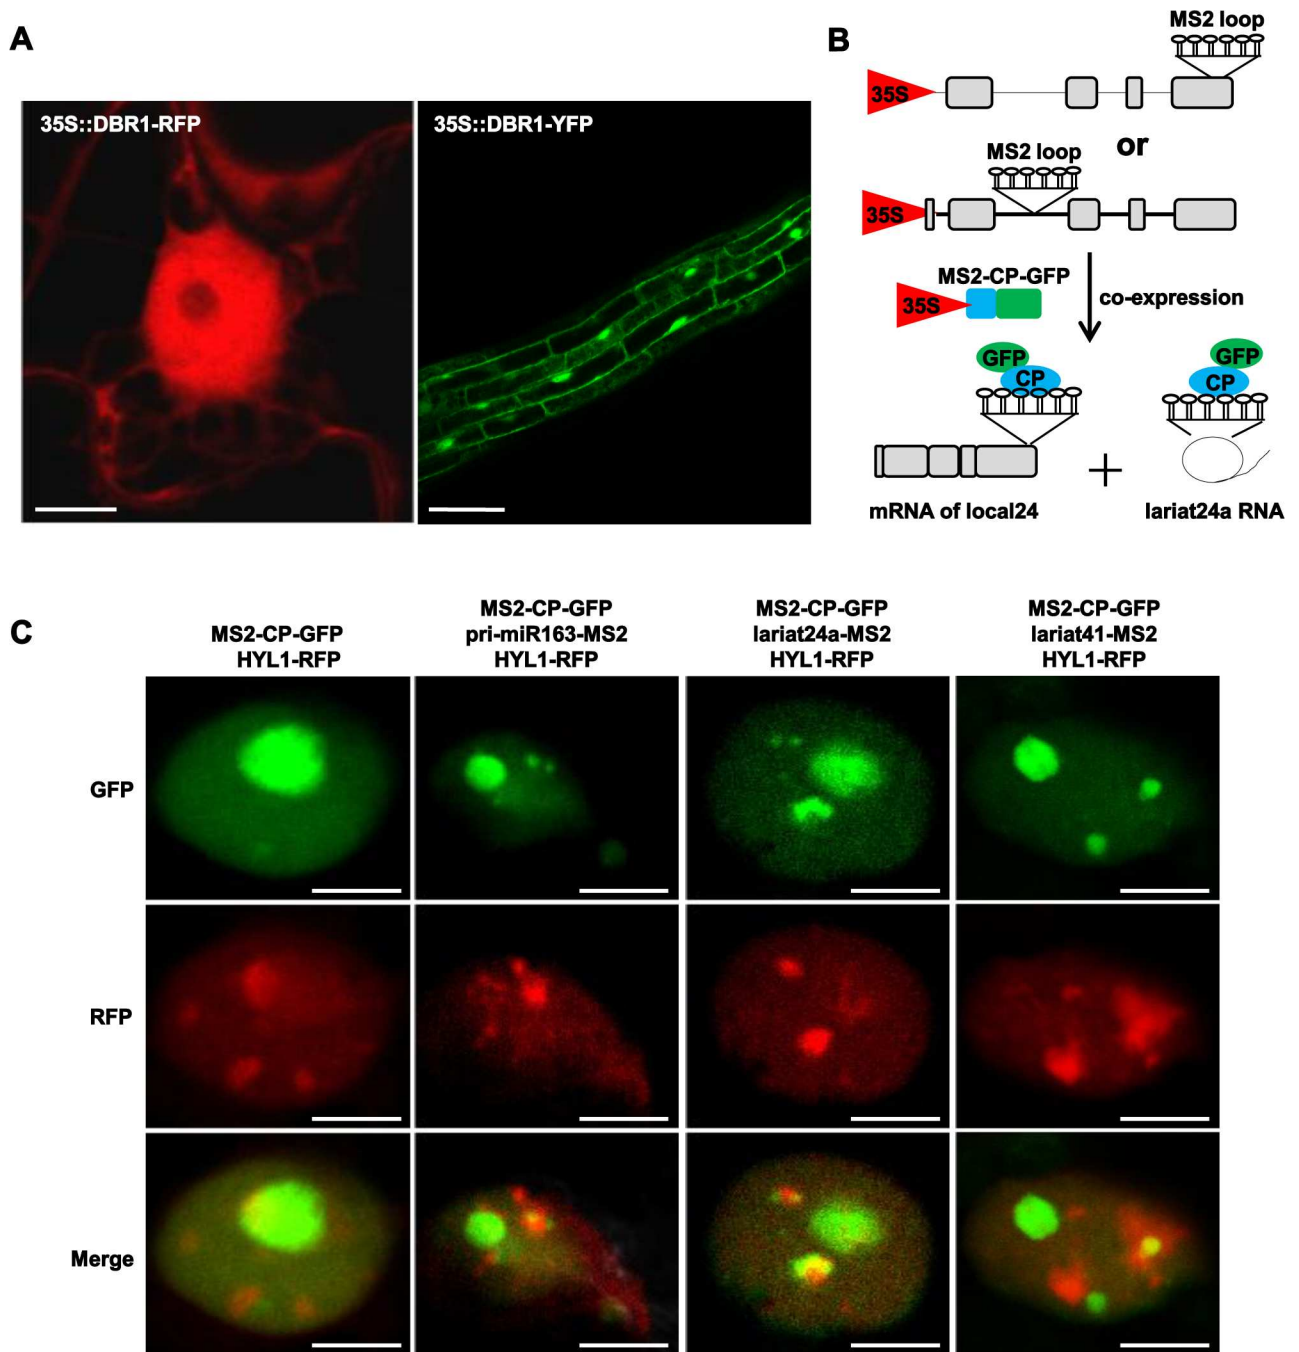 A
35S::DBR1-RFP
35S::DBR1-YFP
B
MS2 loop
35S
or
MS2 loop
35S
MS2-CP-GFP
35S
co-expression
GFP
CP
GFP
CP
+
mRNA of local24
lariat24a RNA
C
MS2-CP-GFP
HYL1-RFP
MS2-CP-GFP
pri-miR163-MS2
HYL1-RFP
MS2-CP-GFP
lariat24a-MS2
HYL1-RFP
MS2-CP-GFP
lariat41-MS2
HYL1-RFP
GFP
RFP
Merge